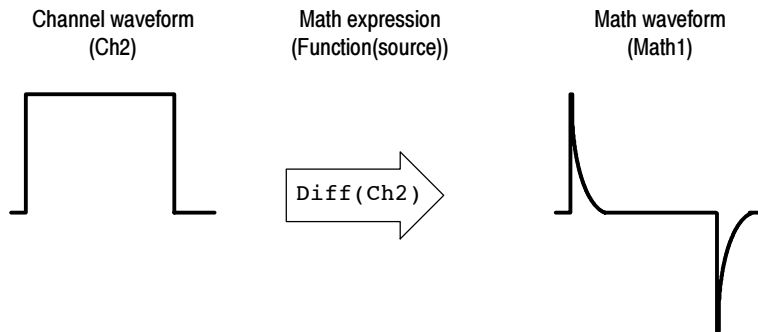 Channel waveform
(Ch2)
Math expression
(Function(source))
Math waveform
(Math1)
Diff(Ch2)